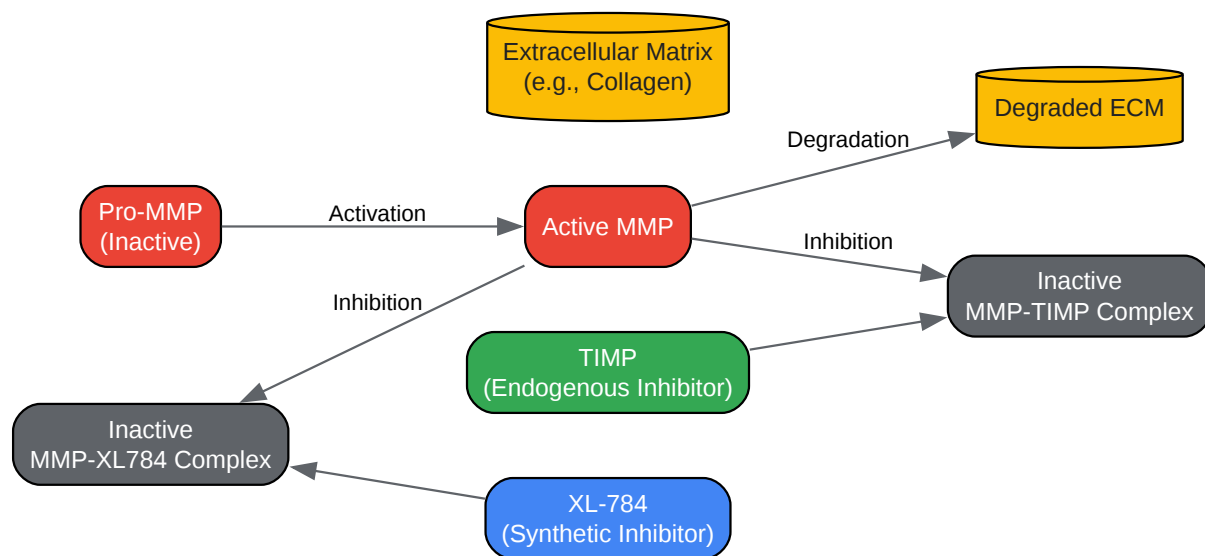 Extracellular Matrix
(e.g., Collagen)
Degraded ECM
Degradation
Pro-MMP
(Inactive)
Activation
Active MMP
Inhibition
Inactive
MMP-TIMP Complex
Inhibition
TIMP
(Endogenous Inhibitor)
Inactive
MMP-XL784 Complex
XL-784
(Synthetic Inhibitor)